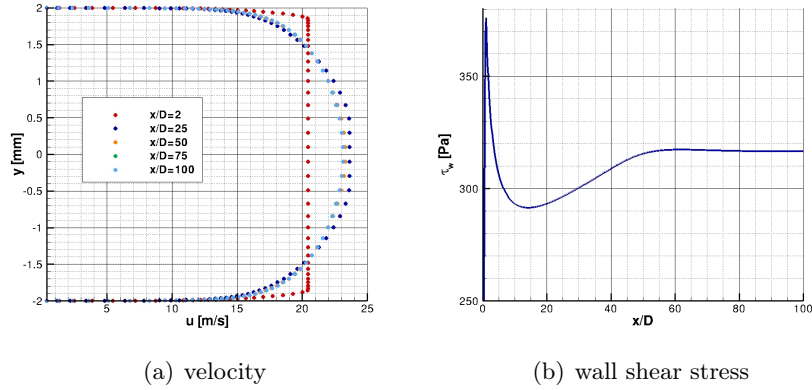 2
1.5
1
0.5
0
-0.5
-1
-1.5
-2
y [mm]
0 5 10 15 20 25
u [m/s]
x/D=2
x/D=25
x/D=50
x/D=75
x/D=100
(a) velocity
350
300
250
τw [Pa]
0 20 40 60 80 100
x/D
(b) wall shear stress